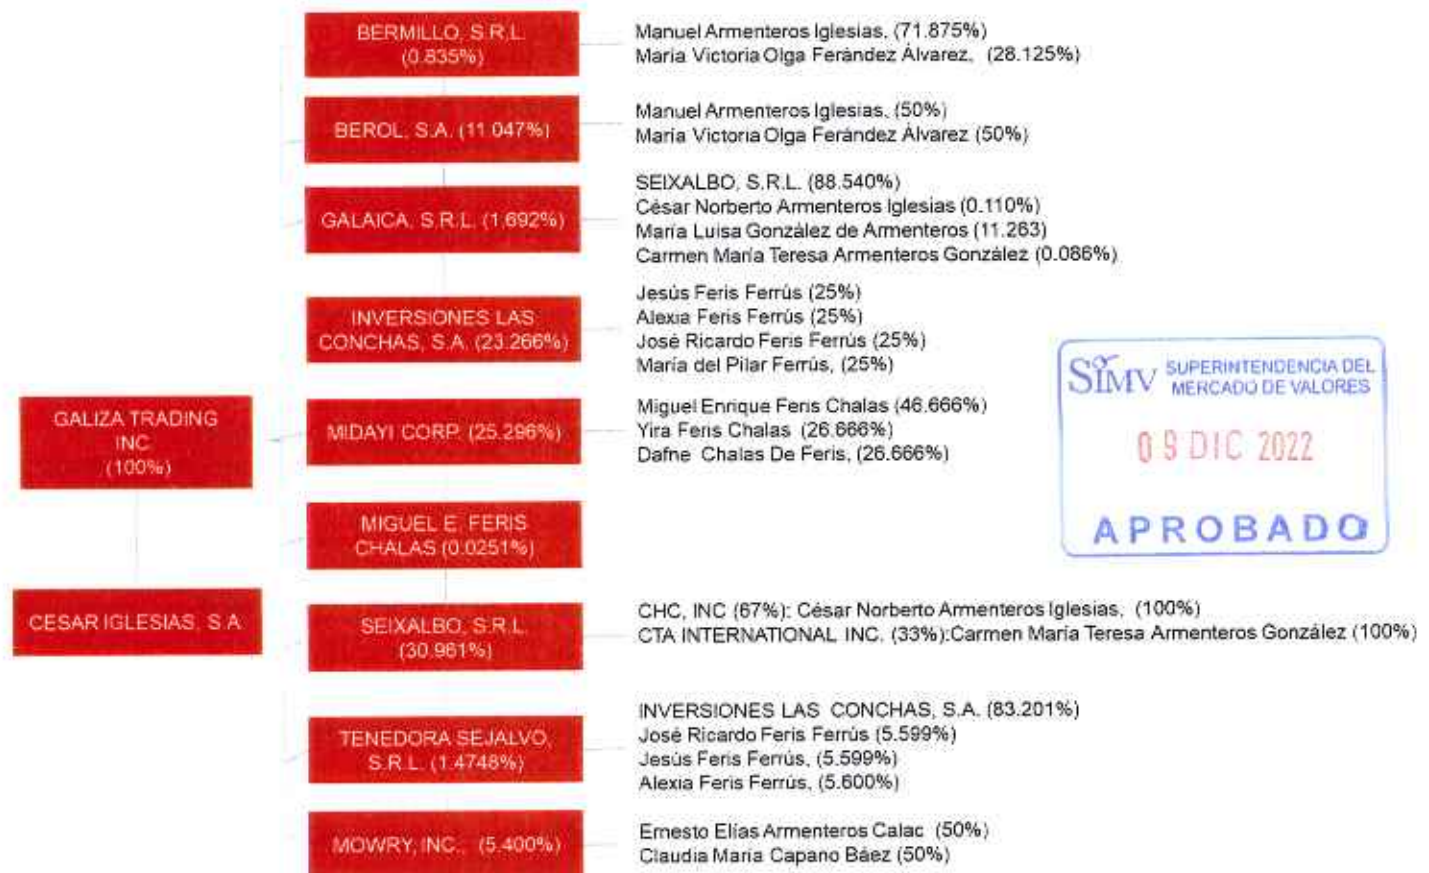 BERMILLO, S.R.L.
(0.835%)
Manuel Armenteros Iglesias, (71.875%)
María Victoria Olga Ferández Álvarez, (28.125%)
BEROL, S.A. (11.047%)
Manuel Armenteros Iglesias, (50%)
María Victoria Olga Ferández Álvarez (50%)
GALAICA, S.R.L. (1.692%)
SEIXALBO, S.R.L. (88.540%)
César Norberto Armenteros Iglesias (0.110%)
María Luisa González de Armenteros (11.263)
Carmen María Teresa Armenteros González (0.086%)
INVERSIONES LAS
CONCHAS, S.A. (23.266%)
Jesús Feris Ferrús (25%)
Alexia Feris Ferrús (25%)
José Ricardo Feris Ferrús (25%)
María del Pilar Ferrús, (25%)
SIMV SUPERINTENDENCIA DEL
MERCADO DE VALORES
09 DIC 2022
APROBADO
GALIZA TRADING
INC
(100%)
MIDAYI CORP. (25.296%)
Miguel Enrique Feris Chalas (46.666%)
Yira Feris Chalas (26.666%)
Dafne Chalas De Feris, (26.666%)
MIGUEL E. FERIS
CHALAS (0.0251%)
CESAR IGLESIAS, S.A.
SEIXALBO, S.R.L.
(30.961%)
CHC, INC (67%): César Norberto Armenteros Iglesias, (100%)
CTA INTERNATIONAL INC. (33%):Carmen María Teresa Armenteros González (100%)
TENEDORA SEJALVO,
S.R.L. (1.4748%)
INVERSIONES LAS CONCHAS, S.A. (83.201%)
José Ricardo Feris Ferrús (5.599%)
Jesús Feris Ferrús, (5.599%)
Alexia Feris Ferrús, (5.600%)
MOWRY, INC., (5.400%)
Ernesto Elías Armenteros Calac (50%)
Claudia María Capano Báez (50%)